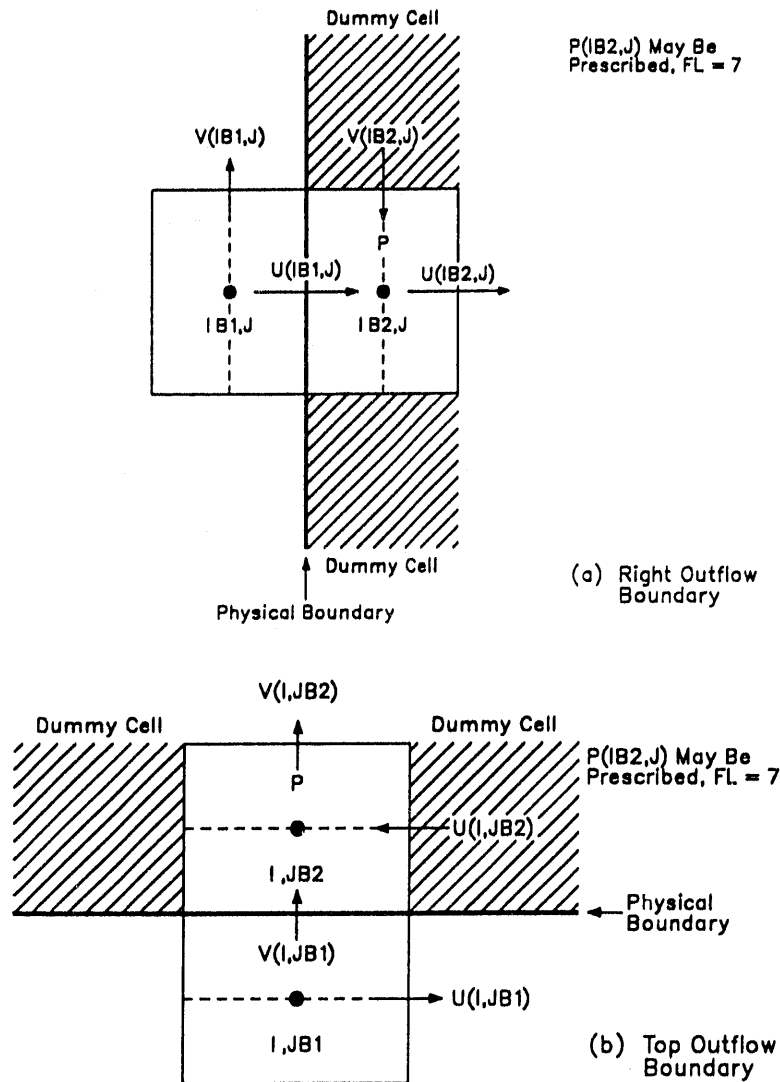 Dummy Cell
P(IB2,J) May Be
Prescribed, FL = 7
V(IB1,J)
V(IB2,J)
P
U(IB1,J)
U(IB2,J)
IB1,J
IB2,J
Dummy Cell
Physical Boundary
(a) Right Outflow
Boundary
V(I,JB2)
Dummy Cell
Dummy Cell
P(IB2,J) May Be
Prescribed, FL = 7
P
U(I,JB2)
I,JB2
Physical
Boundary
V(I,JB1)
U(I,JB1)
I,JB1
(b) Top Outflow
Boundary